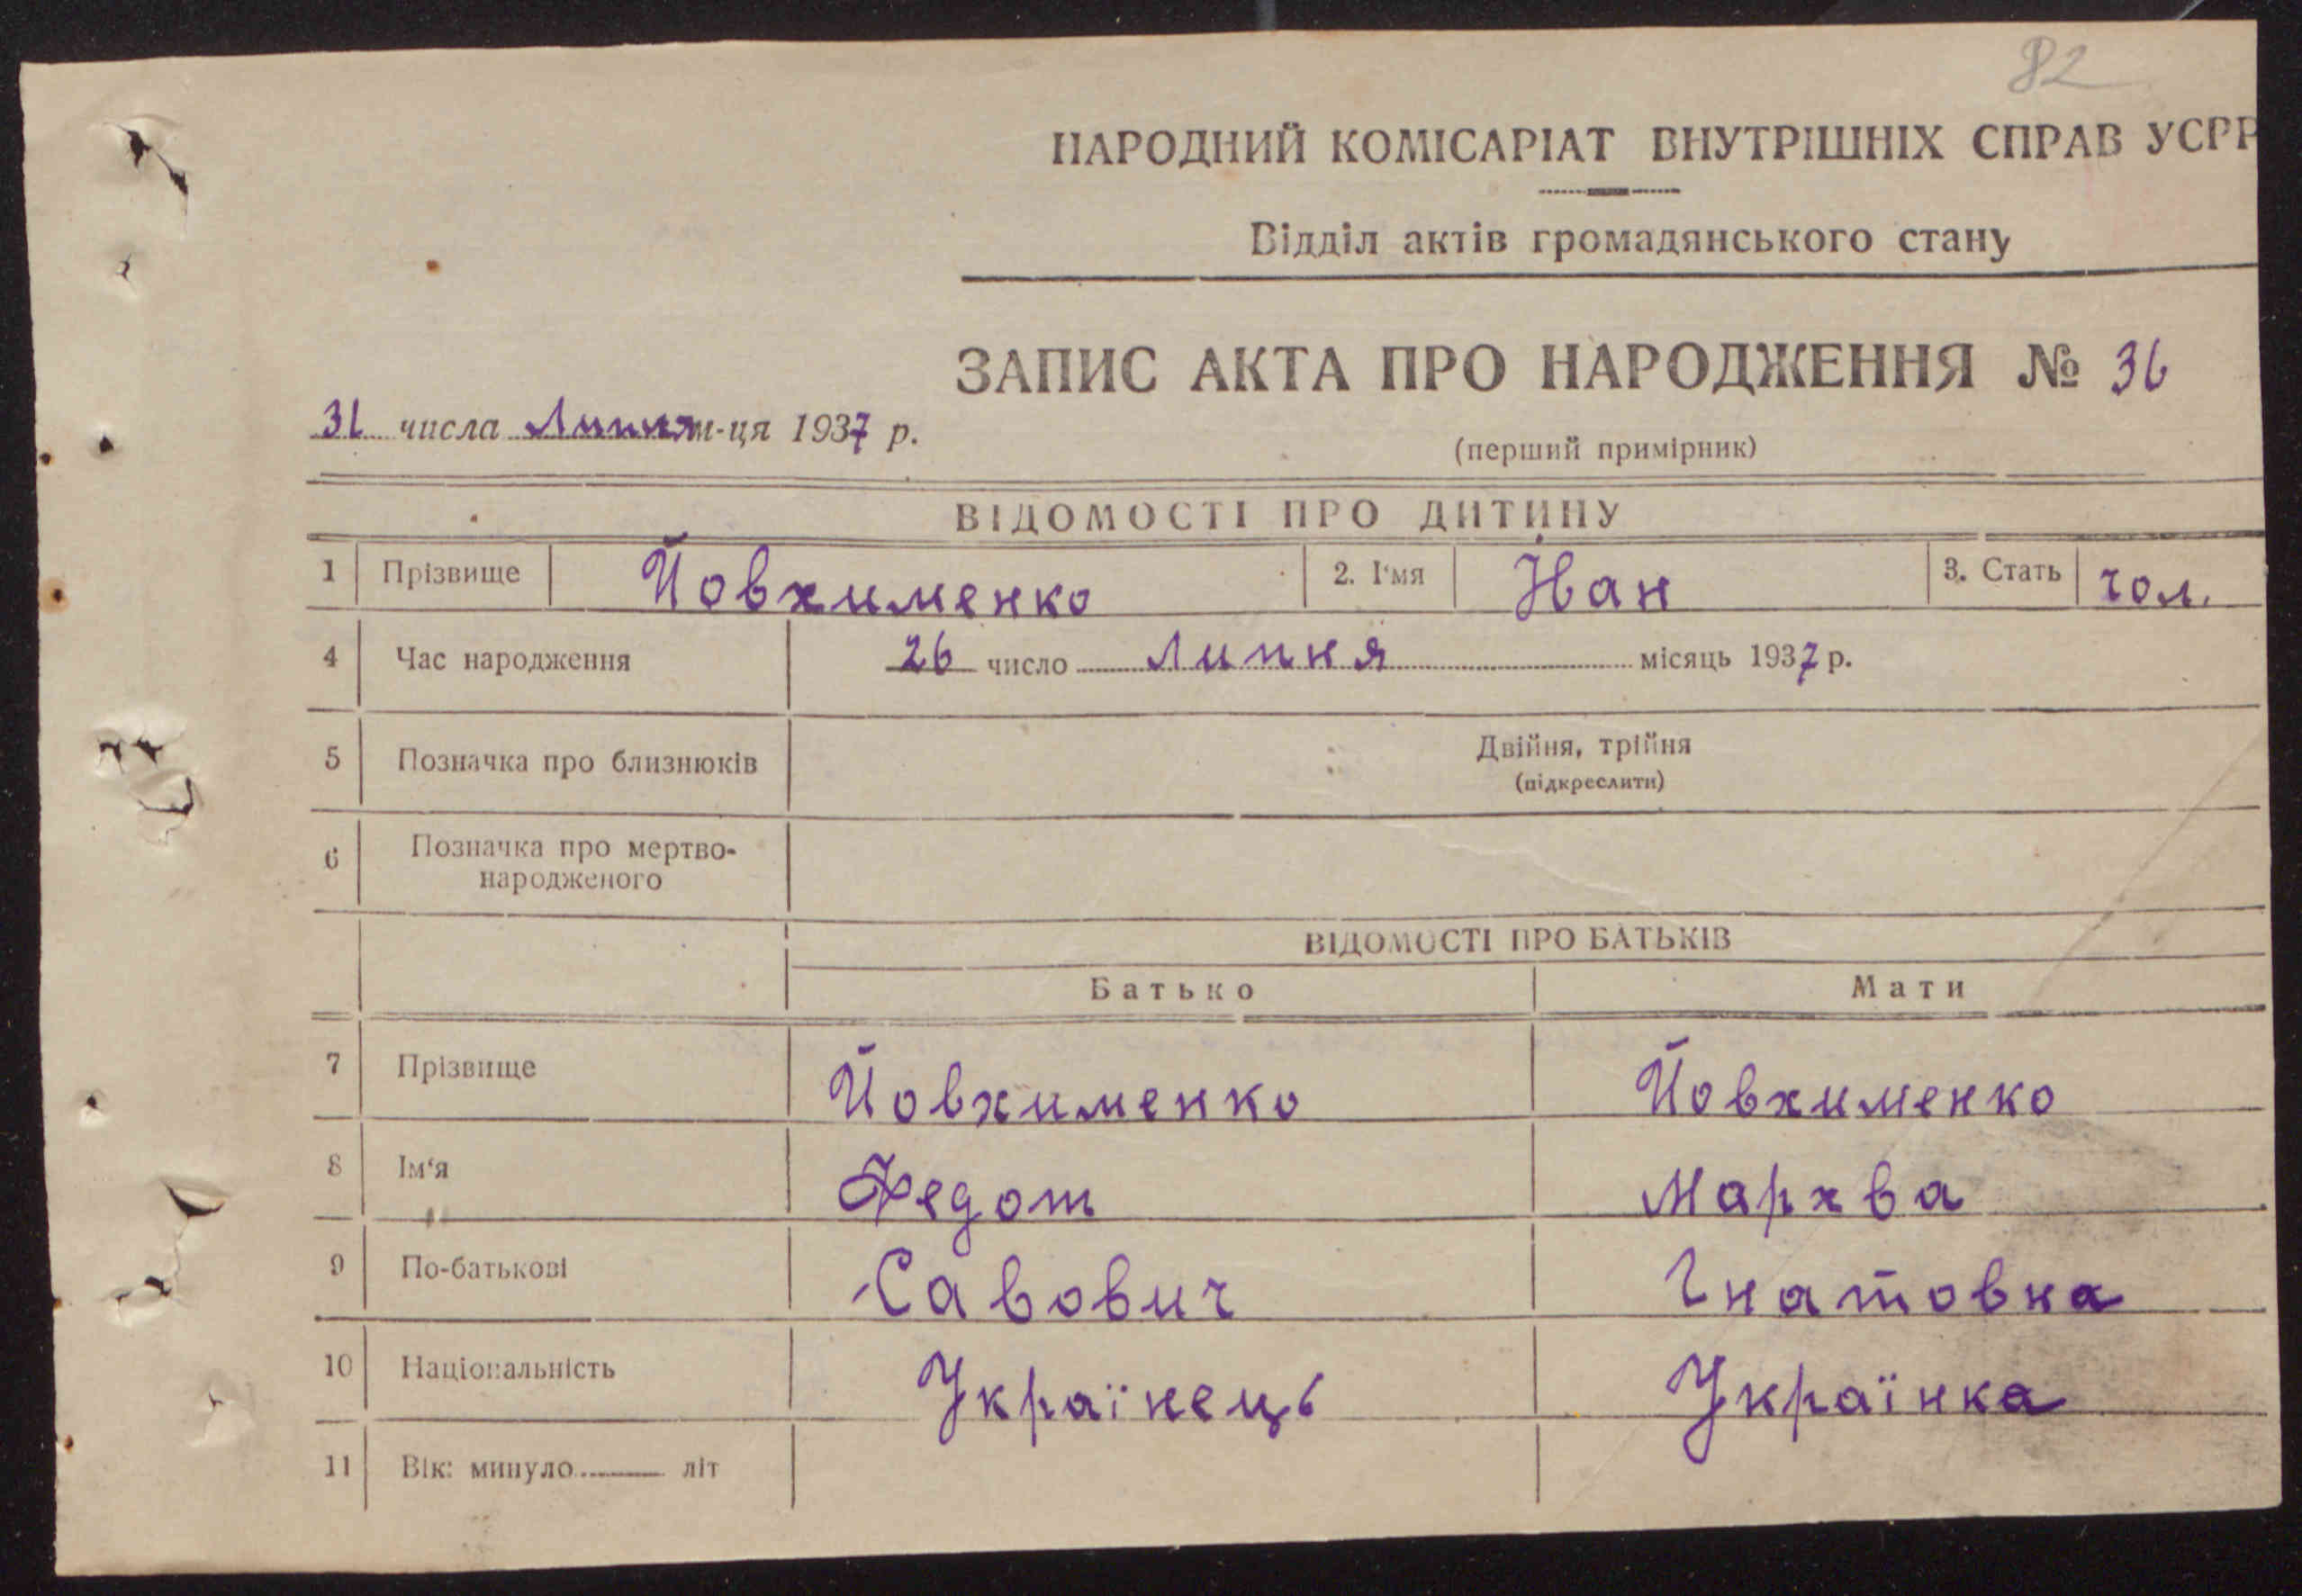 82
НАРОДНИЙ КОМІСАРІАТ ВНУТРІШНІХ СПРАВ УСРР
Відділ актів громадянського стану
ЗАПИС АКТА ПРО НАРОДЖЕННЯ № 36
31 числа Липня м-ця 1937 р.
(перший примірник)
ВІДОМОСТІ ПРО ДИТИНУ
1 Прізвище Йовхименко 2. І'мя Іван 3. Стать чол.
4 Час народження 26 число Липня місяць 1937 р.
5 Позначка про близнюків Двійня, трійня
(підкреслити)
6 Позначка про мертво-
народженого
ВІДОМОСТІ ПРО БАТЬКІВ
Батько Мати
7 Прізвище Йовхименко Йовхименко
8 Ім'я Федот Мархва
9 По-батькові Савович Гнатовна
10 Національність Українець Українка
11 Вік: минуло літ